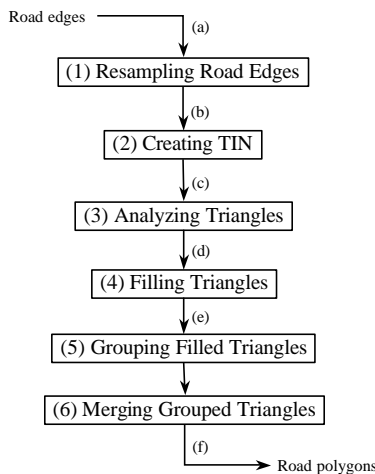 Road edges
(a)
(1) Resampling Road Edges
(b)
(2) Creating TIN
(c)
(3) Analyzing Triangles
(d)
(4) Filling Triangles
(e)
(5) Grouping Filled Triangles
(6) Merging Grouped Triangles
(f)
Road polygons